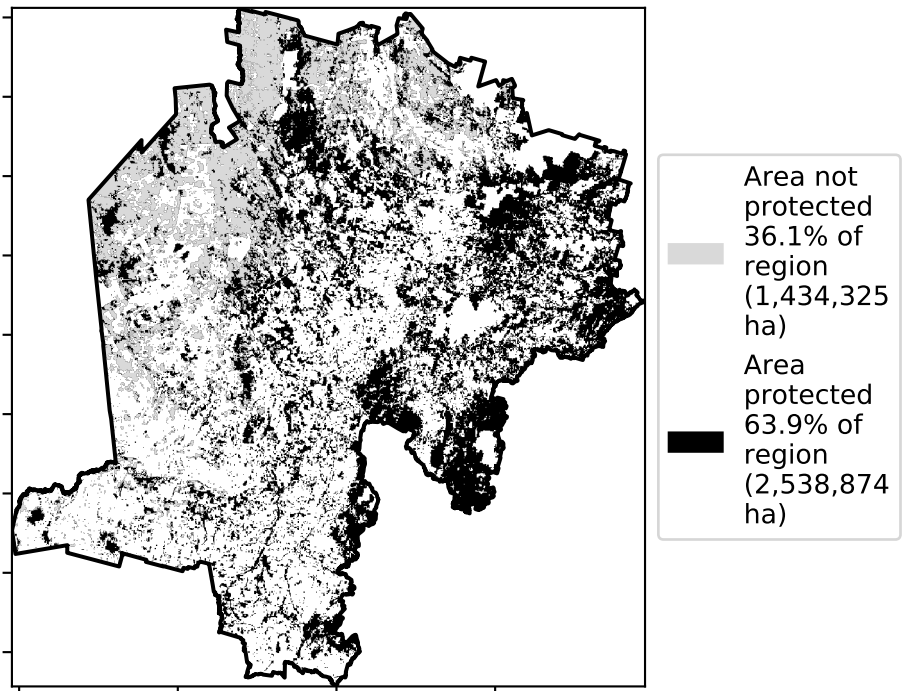 Area not
protected
36.1% of
region
(1,434,325
ha)
Area
protected
63.9% of
region
(2,538,874
ha)